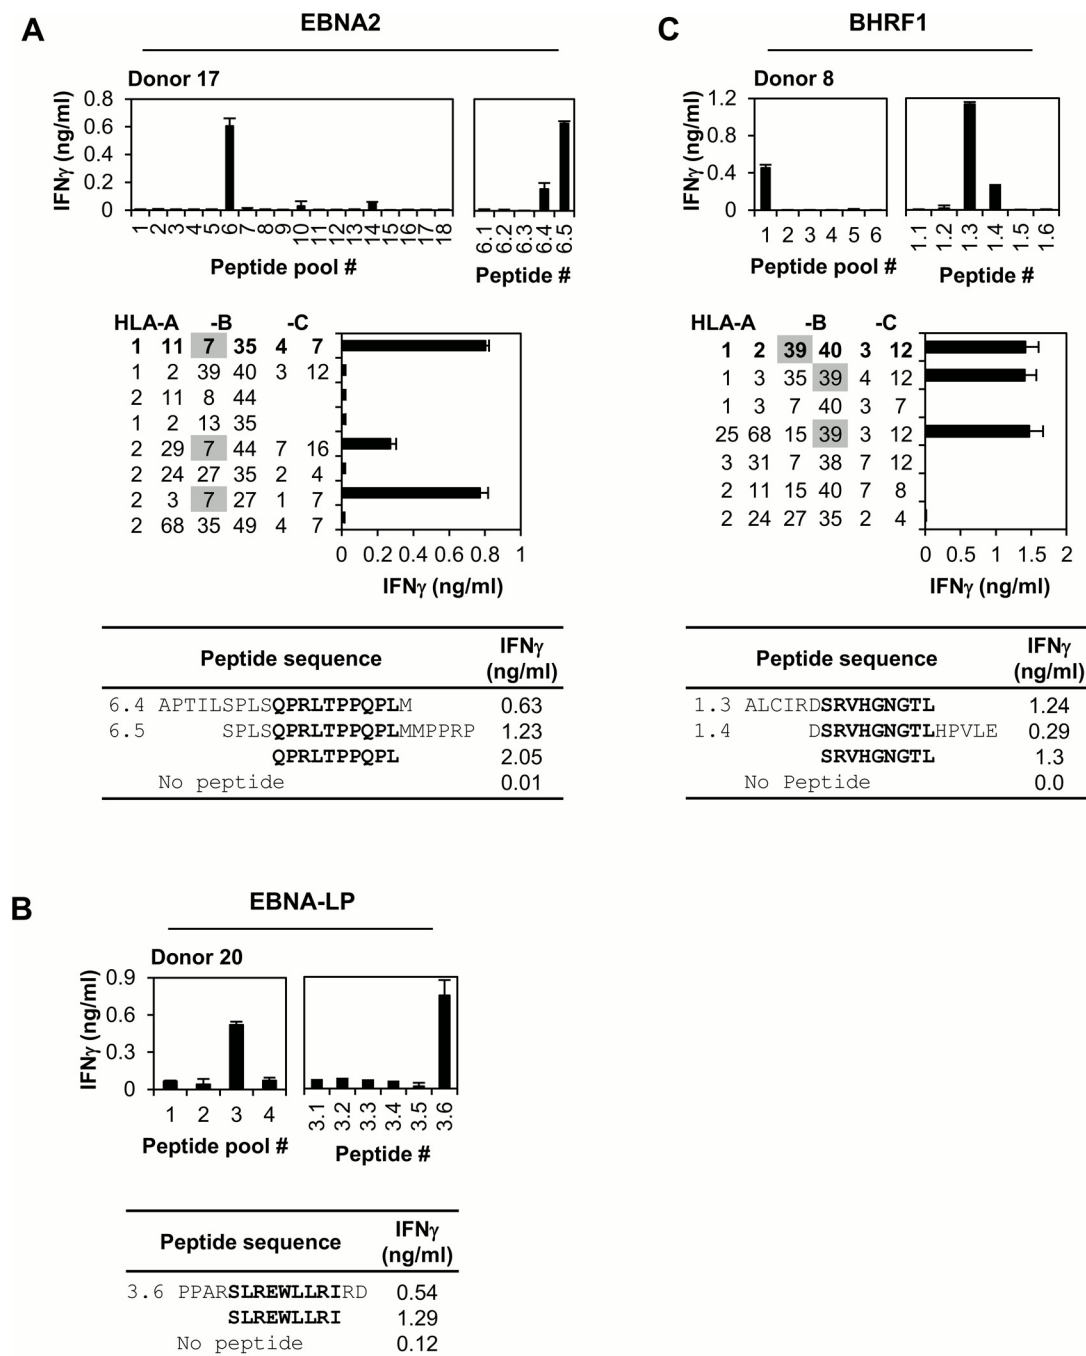 A
EBNA2
Donor 17
IFNγ (ng/ml)
0.8
0.6
0.4
0.2
0
1 2 3 4 5 6 7 8 9 10 11 12 13 14 15 16 17 18
Peptide pool #
6.1 6.2 6.3 6.4 6.5
Peptide #
HLA-A -B -C
1 11 7 35 4 7
1 2 39 40 3 12
2 11 8 44
1 2 13 35
2 29 7 44 7 16
2 24 27 35 2 4
2 3 7 27 1 7
2 68 35 49 4 7
0 0.2 0.4 0.6 0.8 1
IFNγ (ng/ml)
Peptide sequence IFNγ (ng/ml)
6.4 APTILSPLSQPRLTPPQPLM 0.63
6.5 SPLSQPRLTPPQPLMMPPRP 1.23
QPRLTPPQPL 2.05
No peptide 0.01
C
BHRF1
Donor 8
IFNγ (ng/ml)
1.2
0.8
0.4
0
1 2 3 4 5 6
Peptide pool #
1.1 1.2 1.3 1.4 1.5 1.6
Peptide #
HLA-A -B -C
1 2 39 40 3 12
1 3 35 39 4 12
1 3 7 40 3 7
25 68 15 39 3 12
3 31 7 38 7 12
2 11 15 40 7 8
2 24 27 35 2 4
0 0.5 1 1.5 2
IFNγ (ng/ml)
Peptide sequence IFNγ (ng/ml)
1.3 ALCIRDSRVHGNGTL 1.24
1.4 DSRVHGNGTLHPVLE 0.29
SRVHGNGTL 1.3
No Peptide 0.0
B
EBNA-LP
Donor 20
IFNγ (ng/ml)
0.9
0.6
0.3
0
1 2 3 4
Peptide pool #
3.1 3.2 3.3 3.4 3.5 3.6
Peptide #
Peptide sequence IFNγ (ng/ml)
3.6 PPARSLREWLLRIRD 0.54
SLREWLLRI 1.29
No peptide 0.12